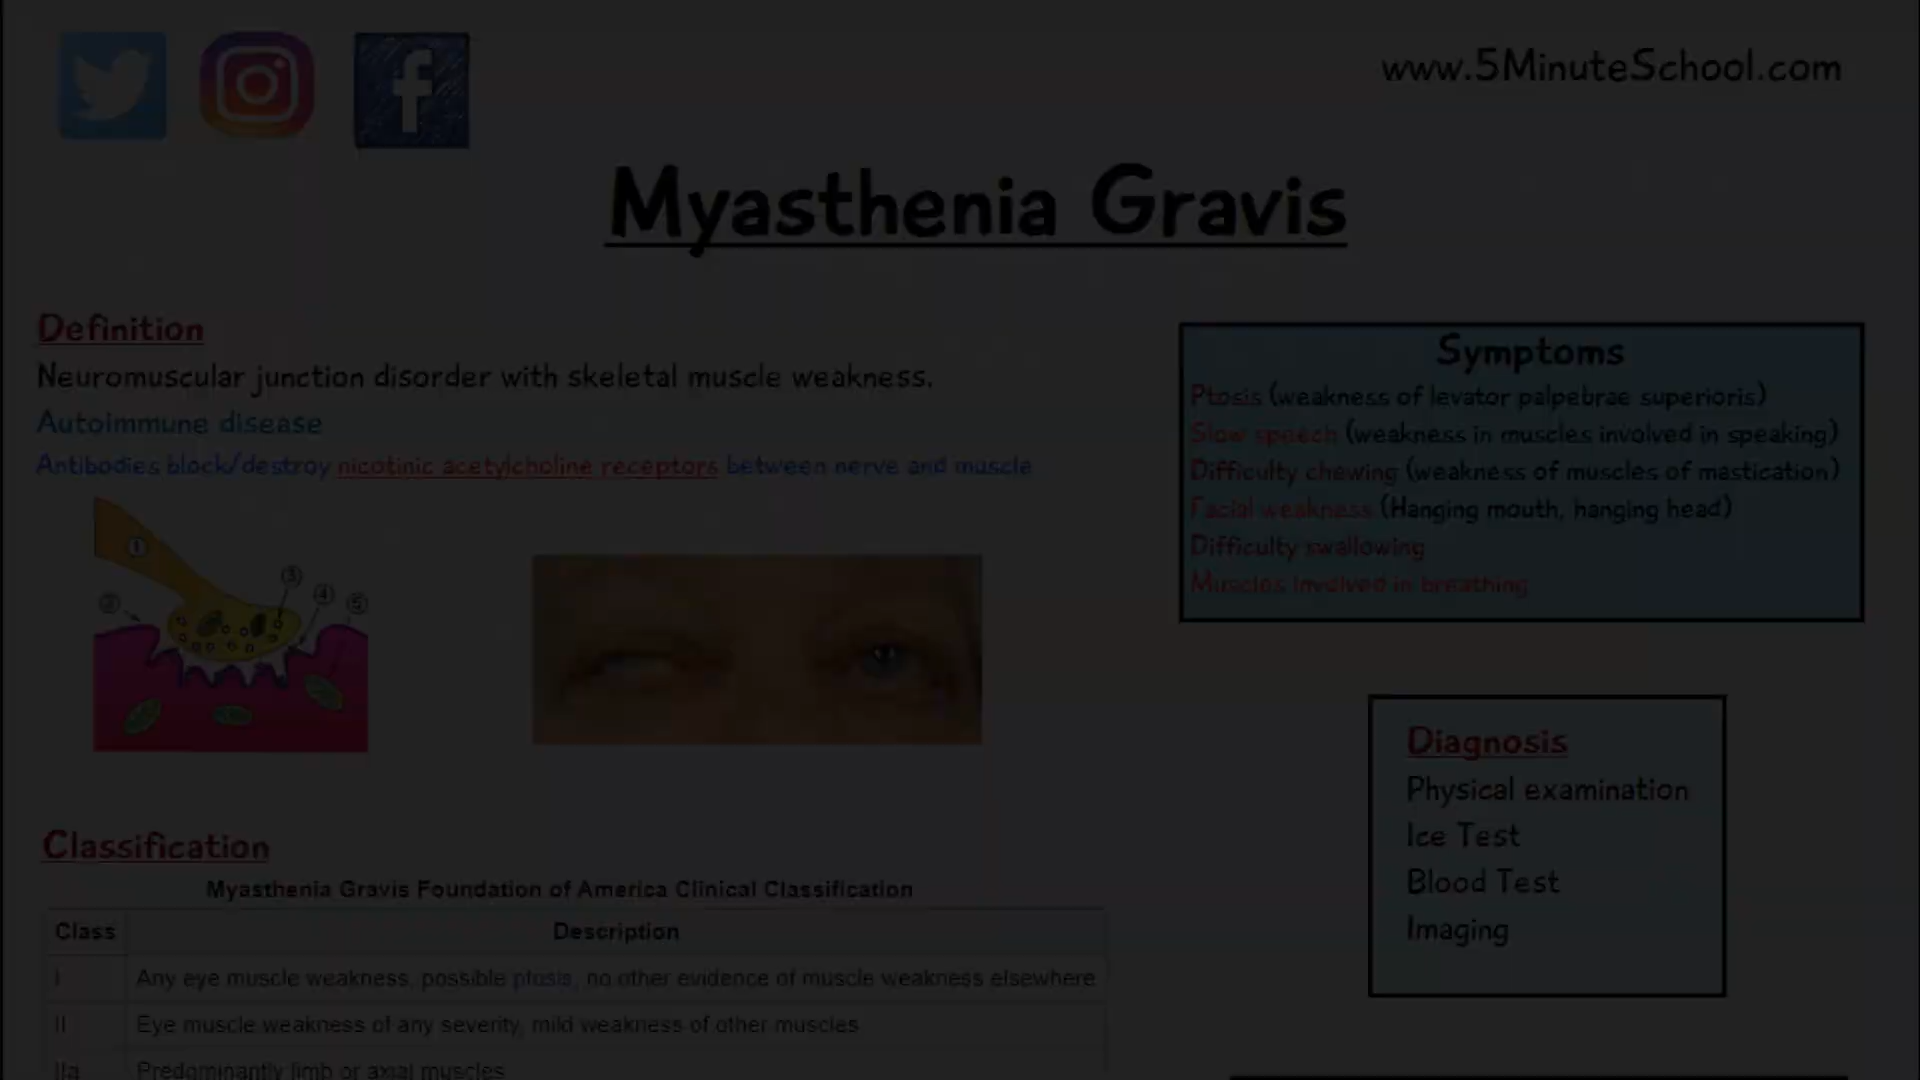 www.5MinuteSchool.com
Myasthenia Gravis
Definition
Neuromuscular junction disorder with skeletal muscle weakness.
Autoimmune disease
Antibodies block/destroy nicotinic acetylcholine receptors between nerve and muscle
1
2
3
4
5
Symptoms
Ptosis (weakness of levator palpebrae superioris)
Slow speech (weakness in muscles involved in speaking)
Difficulty chewing (weakness of muscles of mastication)
Facial weakness (Hanging mouth, hanging head)
Difficulty swallowing
Muscles involved in breathing
Diagnosis
Physical examination
Ice Test
Blood Test
Imaging
Classification
Myasthenia Gravis Foundation of America Clinical Classification
Class Description
I Any eye muscle weakness, possible ptosis, no other evidence of muscle weakness elsewhere
II Eye muscle weakness of any severity, mild weakness of other muscles
IIa Predominantly limb or axial muscles